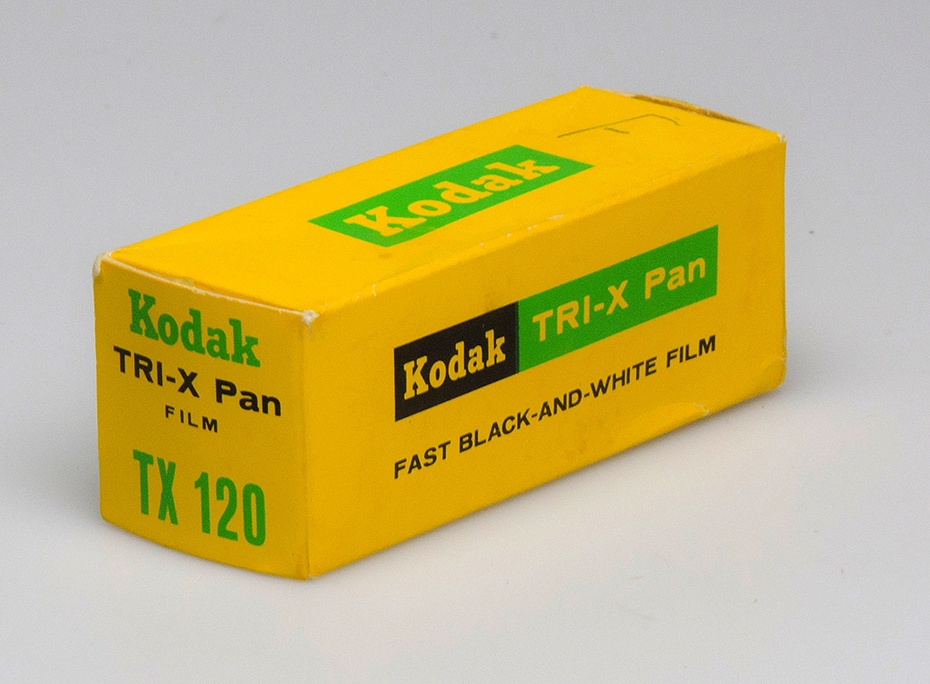 Kodak
Kodak
TRI-X Pan
FILM
TX 120
Kodak TRI-X Pan
FAST BLACK-AND-WHITE FILM